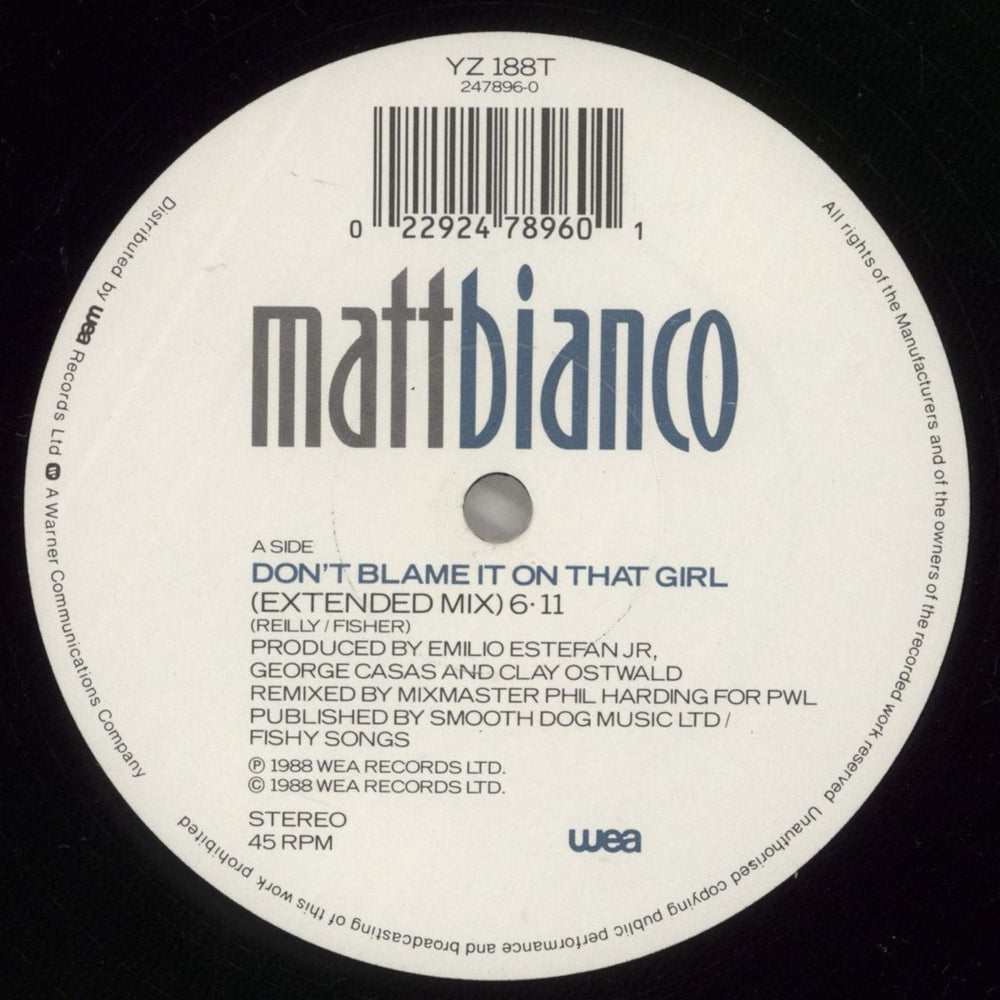 YZ 188T
247896-0
0 22924 78960 1
mattbianco
A SIDE
DON'T BLAME IT ON THAT GIRL
(EXTENDED MIX) 6·11
(REILLY / FISHER)
PRODUCED BY EMILIO ESTEFAN JR,
GEORGE CASAS AND CLAY OSTWALD
REMIXED BY MIXMASTER PHIL HARDING FOR PWL
PUBLISHED BY SMOOTH DOG MUSIC LTD /
FISHY SONGS
℗ 1988 WEA RECORDS LTD.
© 1988 WEA RECORDS LTD.
STEREO
45 RPM
wea
All rights of the Manufacturers and of the owners of the recorded work reserved Unauthorised copying public performance and broadcasting of this work prohibited
Distributed by wea Records Ltd W A Warner Communications Company